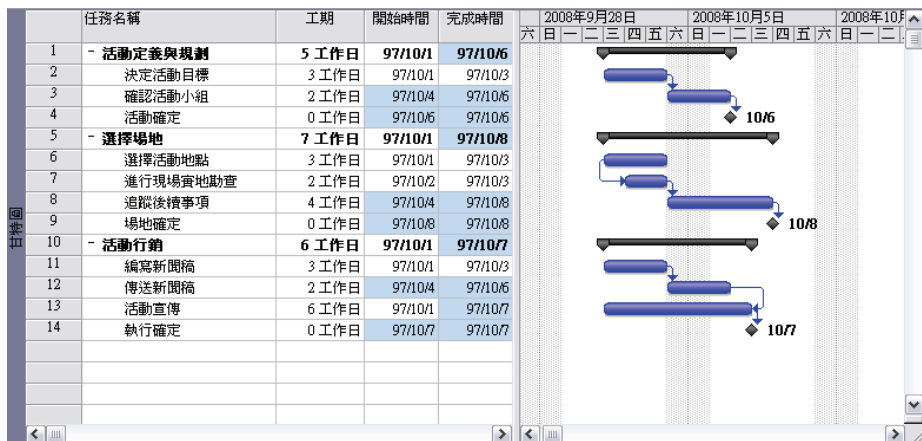 任務名稱 工期 開始時間 完成時間 2008年9月28日 2008年10月5日 2008年10月
六 日 一 二 三 四 五 六 日 一 二 三 四 五 六 日 一 二
1 - 活動定義與規劃 5 工作日 97/10/1 97/10/6
2 決定活動目標 3 工作日 97/10/1 97/10/3
3 確認活動小組 2 工作日 97/10/4 97/10/6
4 活動確定 0 工作日 97/10/6 97/10/6 10/6
5 - 選擇場地 7 工作日 97/10/1 97/10/8
6 選擇活動地點 3 工作日 97/10/1 97/10/3
7 進行現場實地勘查 2 工作日 97/10/2 97/10/3
8 追蹤後續事項 4 工作日 97/10/4 97/10/8
9 場地確定 0 工作日 97/10/8 97/10/8 10/8
10 - 活動行銷 6 工作日 97/10/1 97/10/7
11 編寫新聞稿 3 工作日 97/10/1 97/10/3
12 傳送新聞稿 2 工作日 97/10/4 97/10/6
13 活動宣傳 6 工作日 97/10/1 97/10/7
14 執行確定 0 工作日 97/10/7 97/10/7 10/7
甘特圖